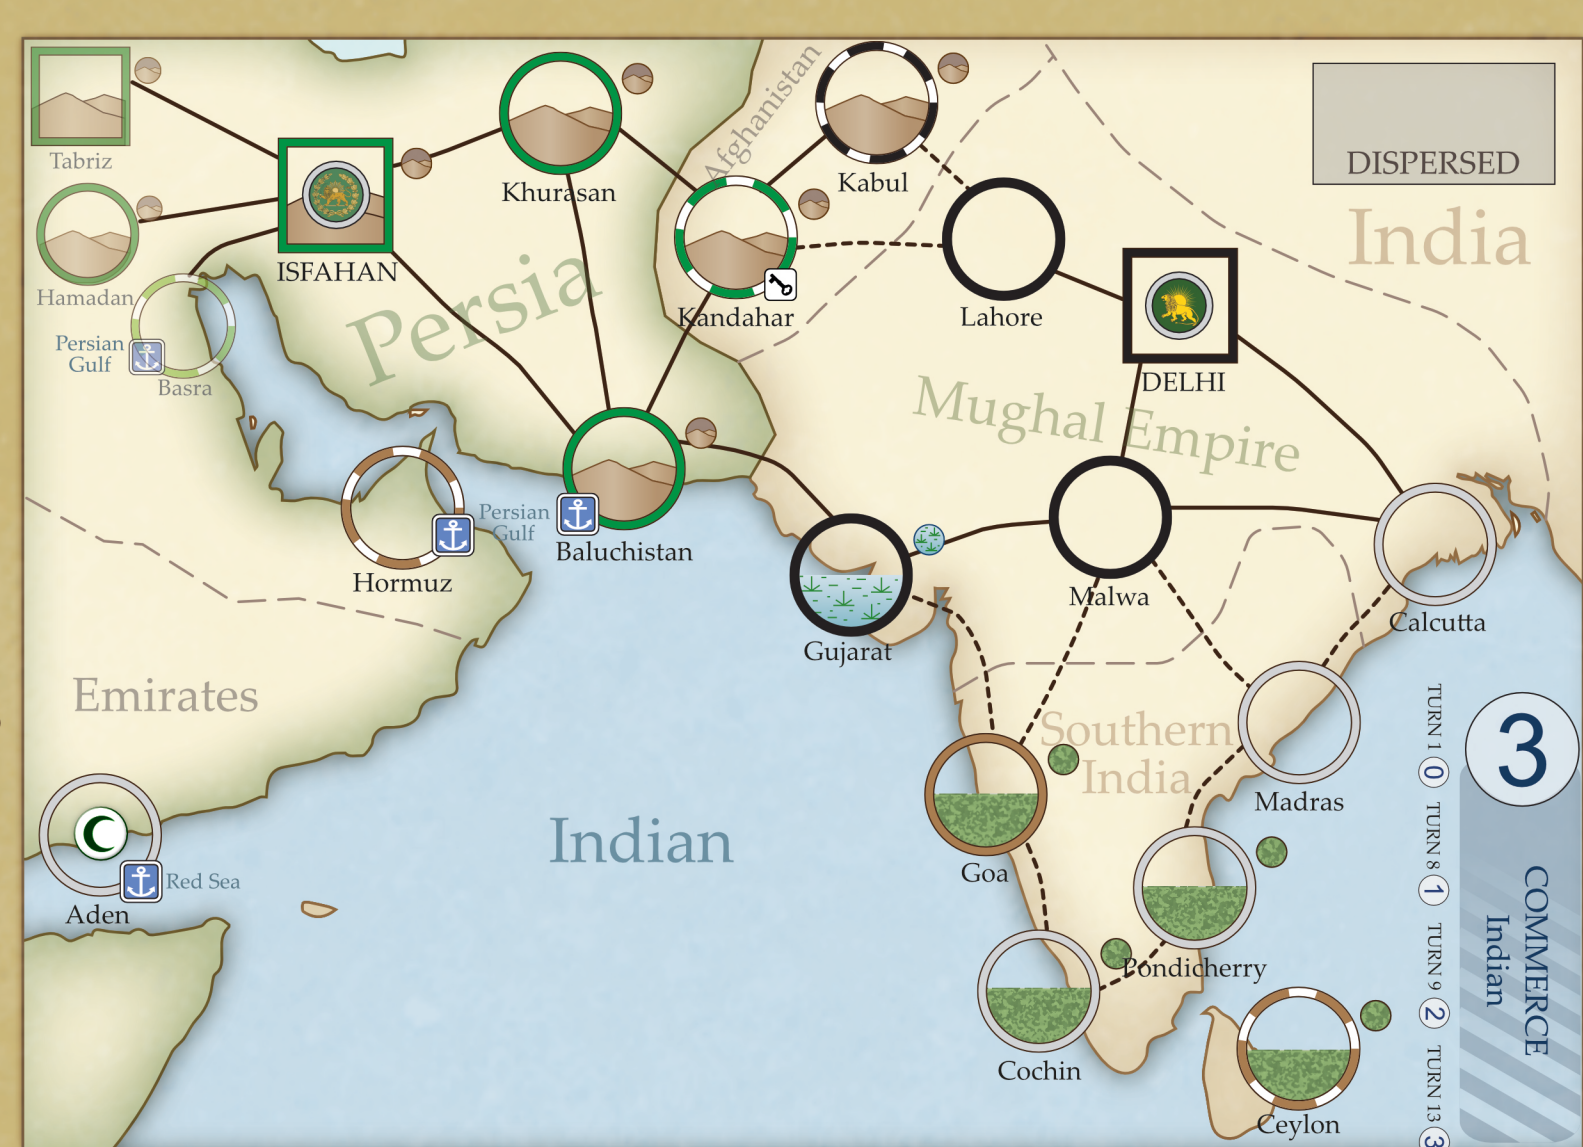 Tabriz
Hamadan
Persian
Gulf
Basra
ISFAHAN
Khurasan
Persia
Afghanistan
Kabul
Kandahar
Lahore
DELHI
DISPERSED
India
Mughal Empire
Hormuz
Persian
Gulf
Baluchistan
Gujarat
Malwa
Calcutta
Emirates
Aden
Red Sea
Indian
Southern
India
Goa
Madras
Pondicherry
Cochin
Ceylon
3
COMMERCE
Indian
TURN 1 0
TURN 8 1
TURN 9 2
TURN 13 3